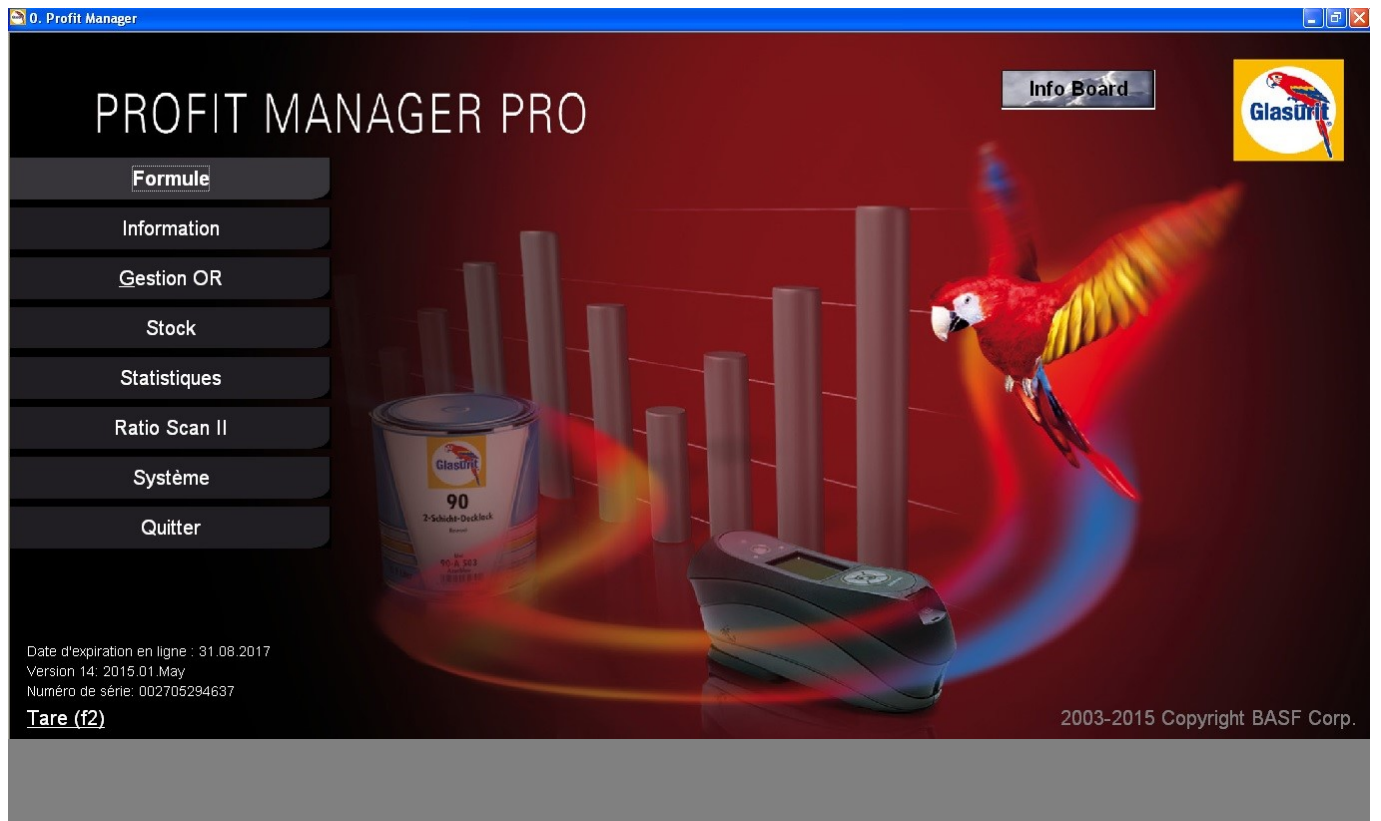 0. Profit Manager
PROFIT MANAGER PRO
Info Board
Glasurit
Formule
Information
Gestion OR
Stock
Statistiques
Ratio Scan II
Système
Quitter
Glasurit
90
2-Schicht-Decklack
90-A 503
Date d'expiration en ligne : 31.08.2017
Version 14: 2015.01.May
Numéro de série: 002705294637
Tare (f2)
2003-2015 Copyright BASF Corp.